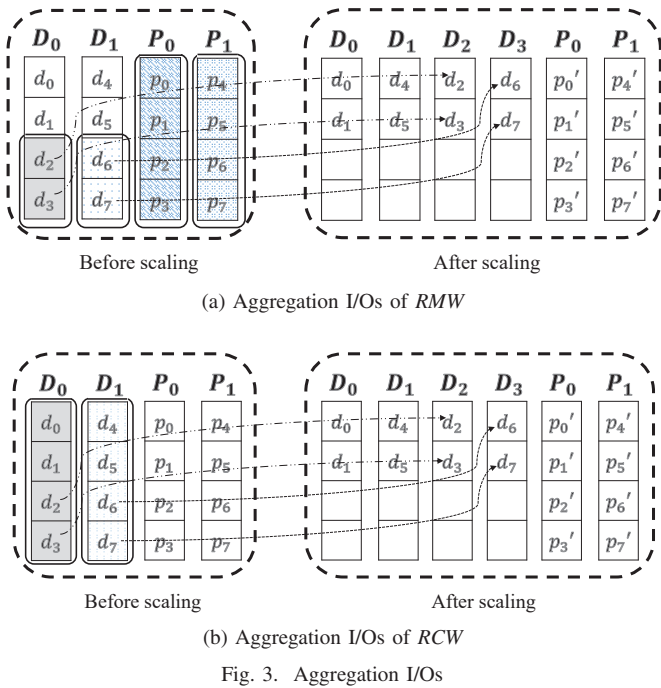 D₀ D₁ P₀ P₁ D₀ D₁ D₂ D₃ P₀ P₁
d₀ d₄ p₀ p₄ d₀ d₄ d₂ d₆ p₀′ p₄′
d₁ d₅ p₁ p₅ d₁ d₅ d₃ d₇ p₁′ p₅′
d₂ d₆ p₂ p₆ p₂′ p₆′
d₃ d₇ p₃ p₇ p₃′ p₇′
Before scaling After scaling
(a) Aggregation I/Os of RMW
D₀ D₁ P₀ P₁ D₀ D₁ D₂ D₃ P₀ P₁
d₀ d₄ p₀ p₄ d₀ d₄ d₂ d₆ p₀′ p₄′
d₁ d₅ p₁ p₅ d₁ d₅ d₃ d₇ p₁′ p₅′
d₂ d₆ p₂ p₆ p₂′ p₆′
d₃ d₇ p₃ p₇ p₃′ p₇′
Before scaling After scaling
(b) Aggregation I/Os of RCW
Fig. 3. Aggregation I/Os